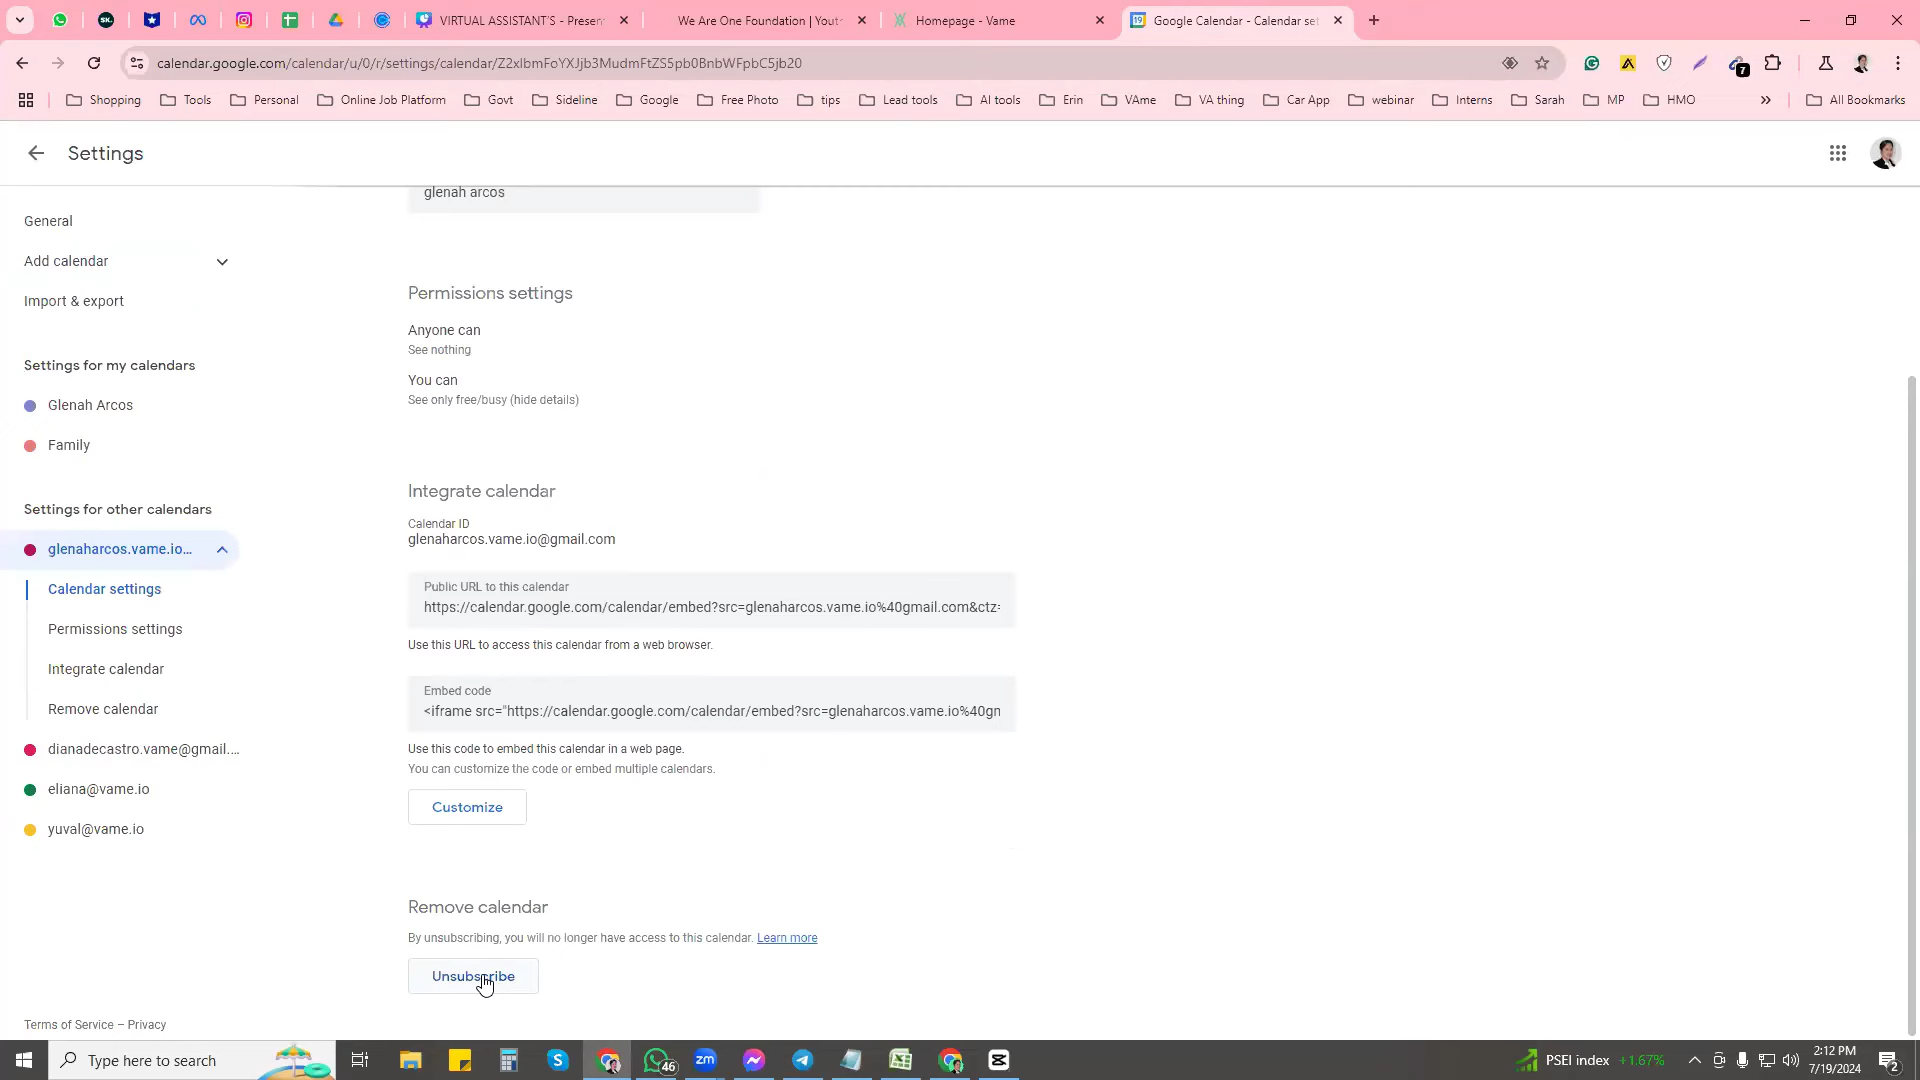 VIRTUAL ASSISTANT'S - Presen
We Are One Foundation | Yout
Homepage - Vame
Google Calendar - Calendar set
calendar.google.com/calendar/u/0/r/settings/calendar/Z2xlbmFoYXJjb3MudmFtZS5pb0BnbWFpbC5jb20
7
Shopping
Tools
Personal
Online Job Platform
Govt
Sideline
Google
Free Photo
tips
Lead tools
AI tools
Erin
VAme
VA thing
Car App
webinar
Interns
Sarah
MP
HMO
All Bookmarks
Settings
glenah arcos
General
Add calendar
Import & export
Permissions settings
Anyone can
See nothing
You can
See only free/busy (hide details)
Settings for my calendars
Glenah Arcos
Family
Settings for other calendars
glenaharcos.vame.io...
Calendar settings
Permissions settings
Integrate calendar
Remove calendar
dianadecastro.vame@gmail....
eliana@vame.io
yuval@vame.io
Integrate calendar
Calendar ID
glenaharcos.vame.io@gmail.com
Public URL to this calendar
https://calendar.google.com/calendar/embed?src=glenaharcos.vame.io%40gmail.com&ctz=
Use this URL to access this calendar from a web browser.
Embed code
<iframe src="https://calendar.google.com/calendar/embed?src=glenaharcos.vame.io%40gn
Use this code to embed this calendar in a web page.
You can customize the code or embed multiple calendars.
Customize
Remove calendar
By unsubscribing, you will no longer have access to this calendar. Learn more
Unsubscribe
Terms of Service – Privacy
Type here to search
46
zm
PSEI index +1.67%
2:12 PM
7/19/2024
2